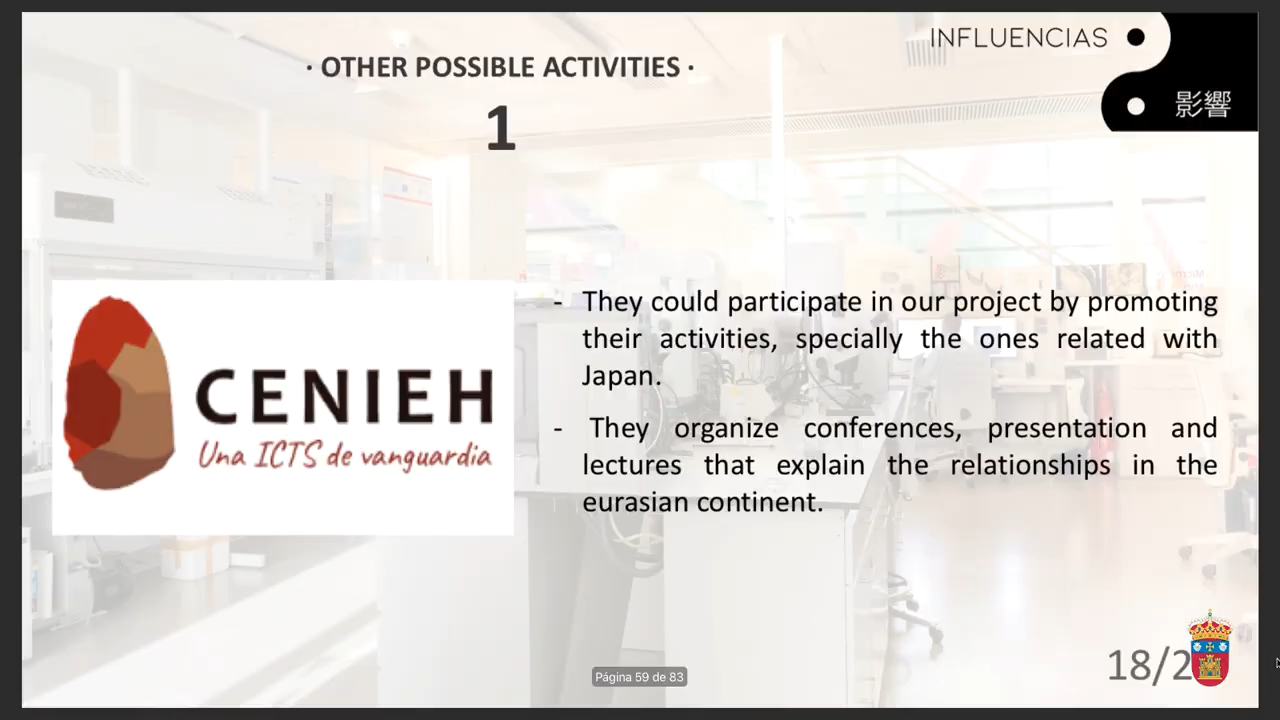 INFLUENCIAS
影響
· OTHER POSSIBLE ACTIVITIES ·
1
CENIEH
Una ICTS de vanguardia
- They could participate in our project by promoting
their activities, specially the ones related with
Japan.
- They organize conferences, presentation and
lectures that explain the relationships in the
eurasian continent.
Página 59 de 83
18/2